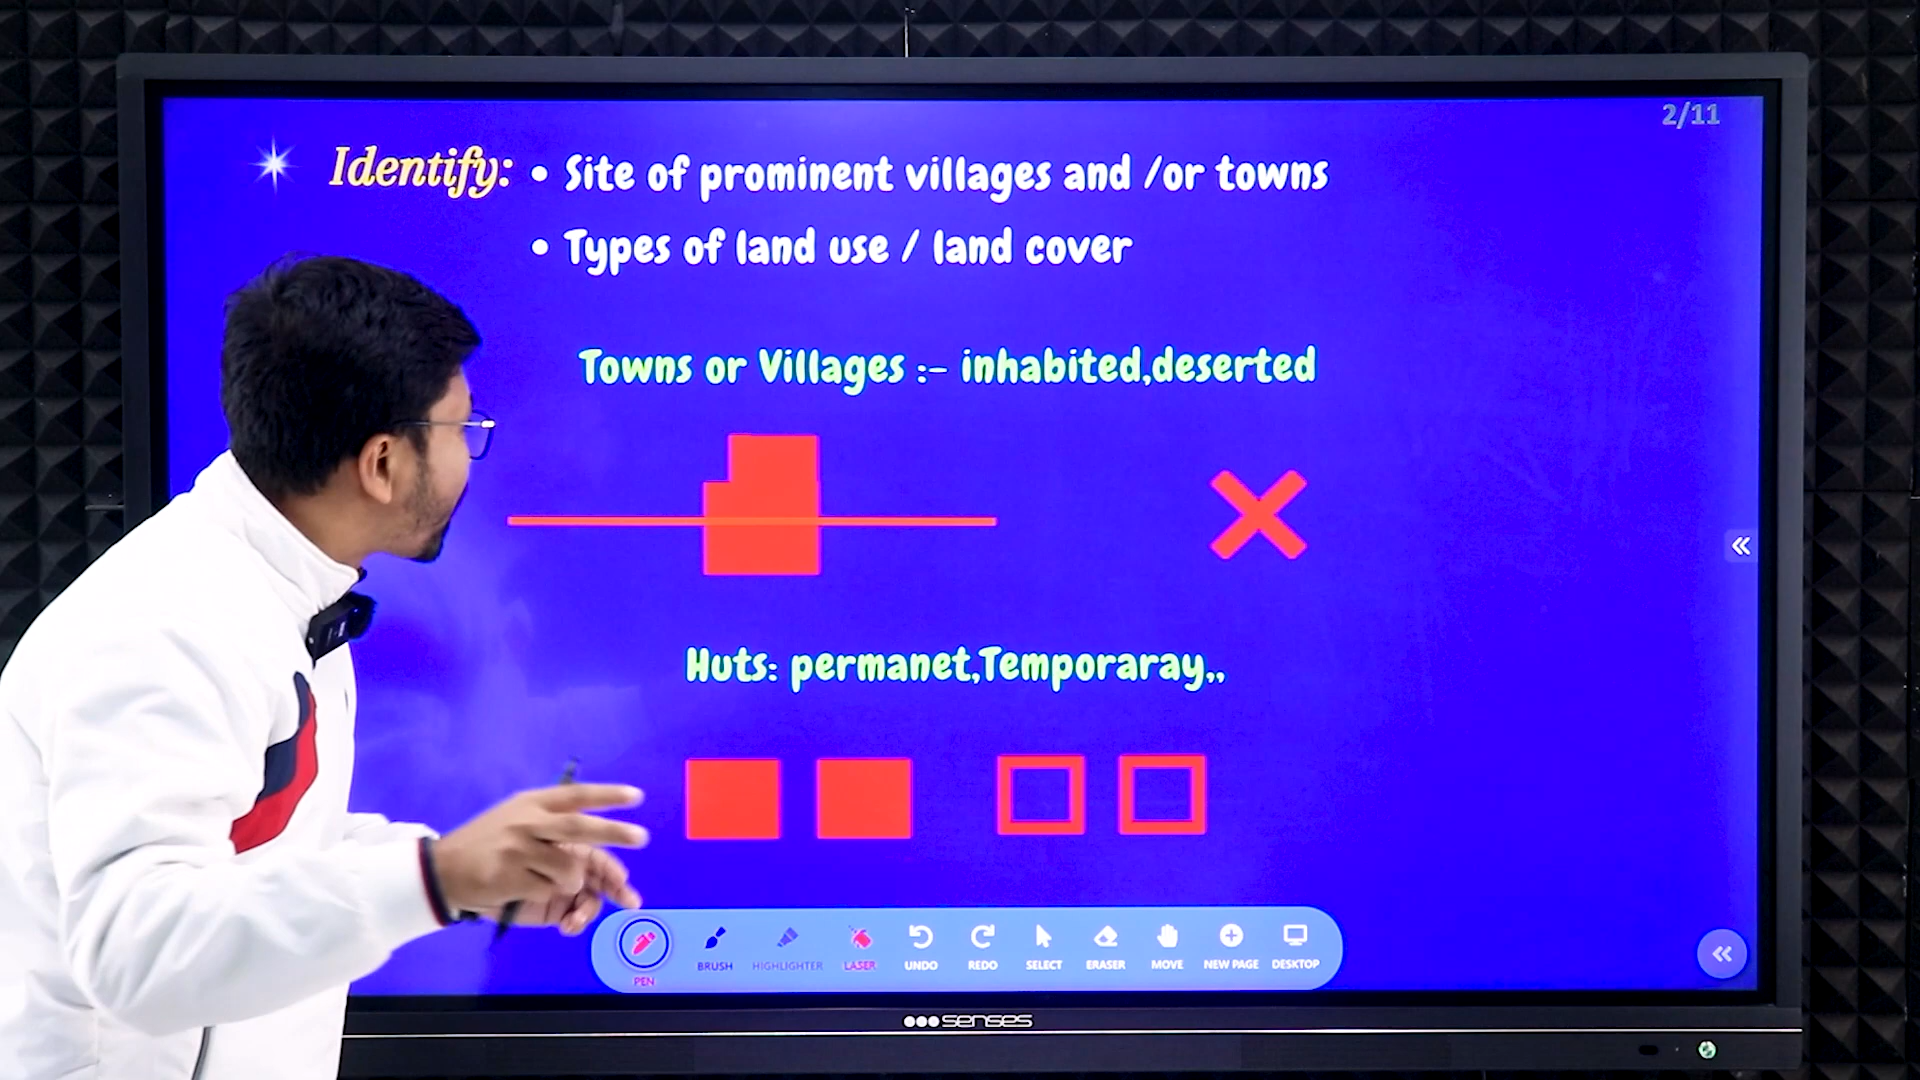 2/11
Identify: • Site of prominent villages and /or towns
• Types of land use / land cover
Towns or Villages :- inhabited,deserted
Huts: permanet,Temporaray,,
PEN BRUSH HIGHLIGHTER LASER UNDO REDO SELECT ERASER MOVE NEW PAGE DESKTOP
senses